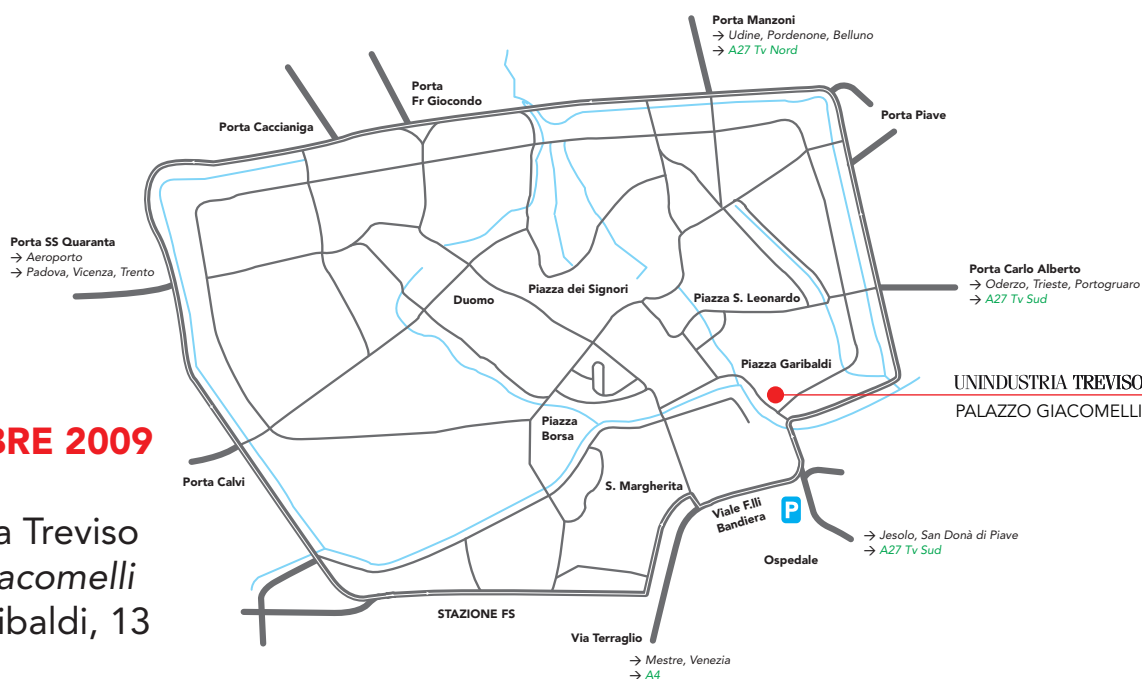 Porta Manzoni
→ Udine, Pordenone, Belluno
→ A27 Tv Nord
Porta
Fr Giocondo
Porta Caccianiga
Porta Piave
Porta SS Quaranta
→ Aeroporto
→ Padova, Vicenza, Trento
Porta Carlo Alberto
→ Oderzo, Trieste, Portogruaro
→ A27 Tv Sud
Duomo
Piazza dei Signori
Piazza S. Leonardo
Piazza Garibaldi
UNINDUSTRIA TREVISO
PALAZZO GIACOMELLI
Piazza
Borsa
BRE 2009
Porta Calvi
S. Margherita
Viale F.lli
Bandiera
P
Ospedale
→ Jesolo, San Donà di Piave
→ A27 Tv Sud
a Treviso
acomelli
ibaldi, 13
STAZIONE FS
Via Terraglio
→ Mestre, Venezia
→ A4